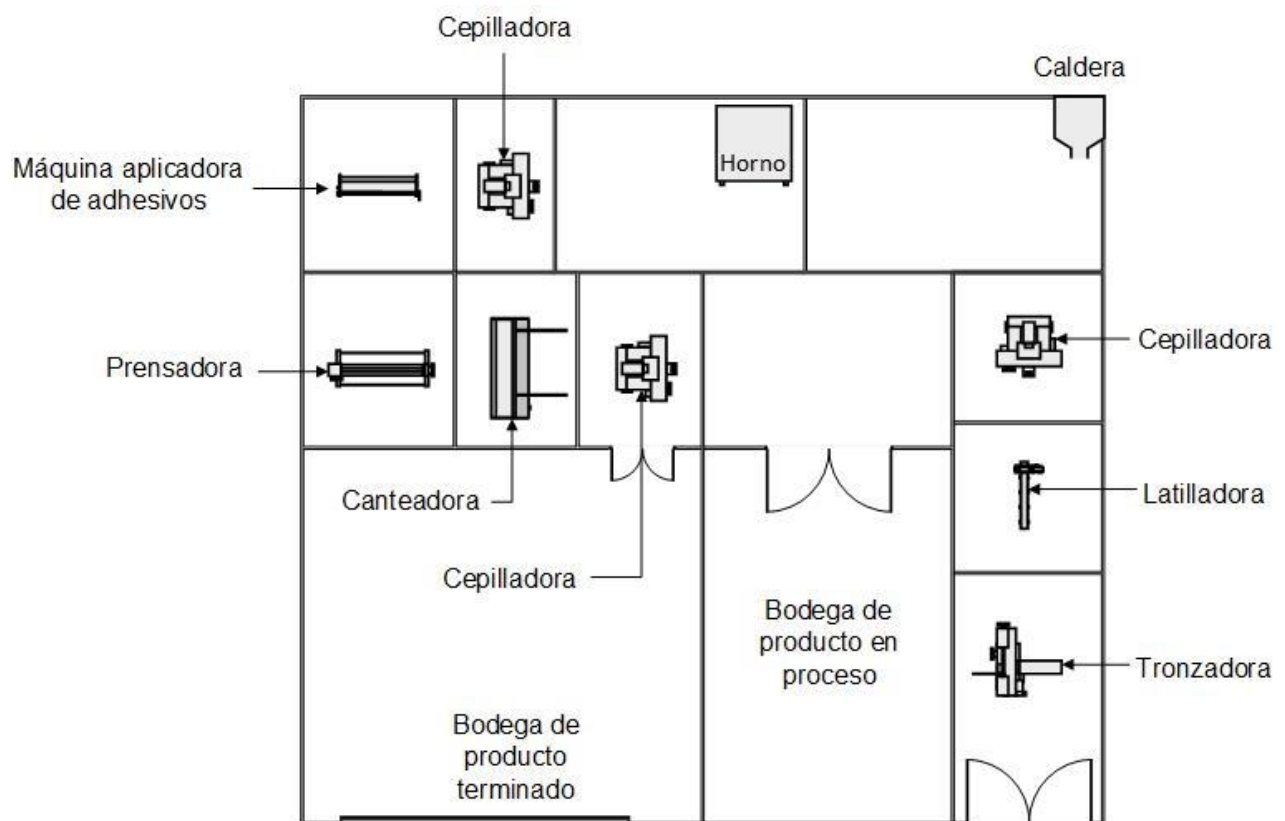 Cepilladora
Caldera
Máquina aplicadora
de adhesivos
Horno
Prensadora
Cepilladora
Canteadora
Latilladora
Cepilladora
Bodega de
producto en
proceso
Tronzadora
Bodega de
producto
terminado